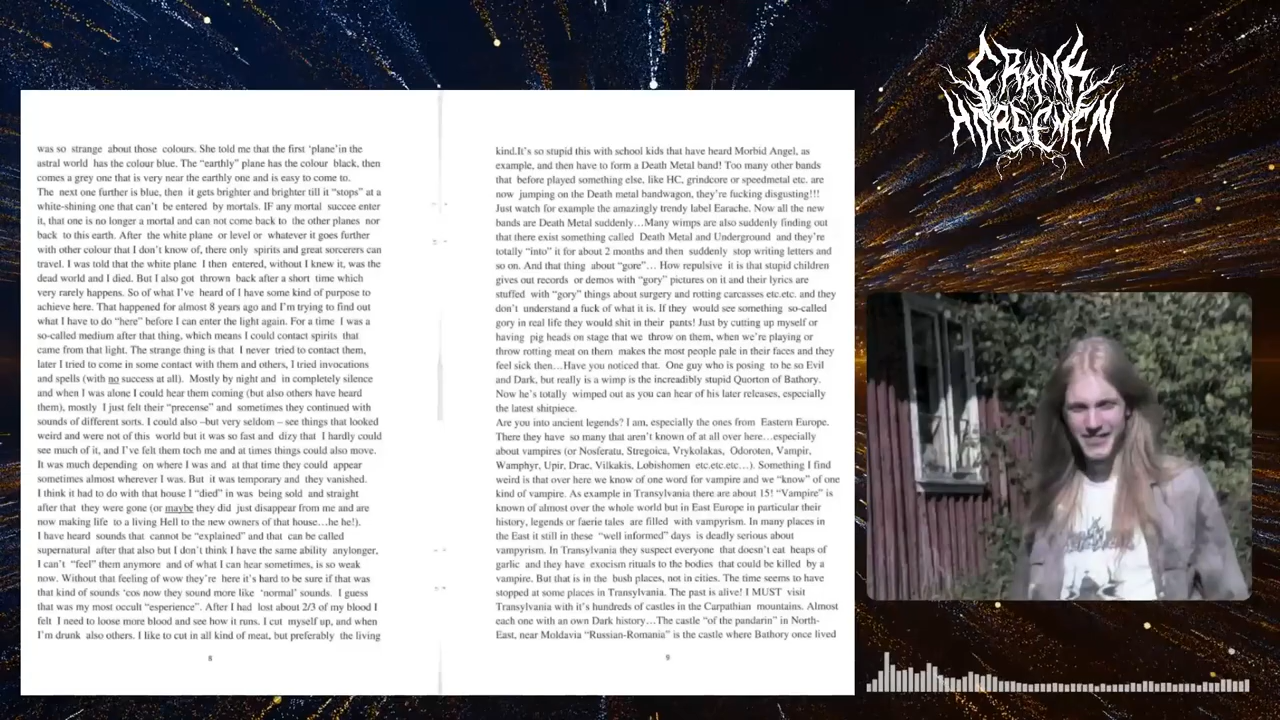 was so strange about those colours. She told me that the first ‘plane’in the
astral world has the colour blue. The “earthly” plane has the colour black, then
comes a grey one that is very near the earthly one and is easy to come to.
The next one further is blue, then it gets brighter and brighter till it “stops” at a
white-shining one that can’t be entered by mortals. IF any mortal succee enter
it, that one is no longer a mortal and can not come back to the other planes nor
back to this earth. After the white plane or level or whatever it goes further
with other colour that I don’t know of, there only spirits and great sorcerers can
travel. I was told that the white plane I then entered, without I knew it, was the
dead world and I died. But I also got thrown back after a short time which
very rarely happens. So of what I’ve heard of I have some kind of purpose to
achieve here. That happened for almost 8 years ago and I’m trying to find out
what I have to do “here” before I can enter the light again. For a time I was a
so-called medium after that thing, which means I could contact spirits that
came from that light. The strange thing is that I never tried to contact them,
later I tried to come in some contact with them and others, I tried invocations
and spells (with no success at all). Mostly by night and in completely silence
and when I was alone I could hear them coming (but also others have heard
them), mostly I just felt their “precense” and sometimes they continued with
sounds of different sorts. I could also –but very seldom – see things that looked
weird and were not of this world but it was so fast and dizy that I hardly could
see much of it, and I’ve felt them toch me and at times things could also move.
It was much depending on where I was and at that time they could appear
sometimes almost wherever I was. But it was temporary and they vanished.
I think it had to do with that house I “died” in was being sold and straight
after that they were gone (or maybe they did just disappear from me and are
now making life to a living Hell to the new owners of that house…he he!).
I have heard sounds that cannot be “explained” and that can be called
supernatural after that also but I don’t think I have the same ability anylonger,
I can’t “feel” them anymore and of what I can hear sometimes, is so weak
now. Without that feeling of wow they’re here it’s hard to be sure if that was
that kind of sounds ‘cos now they sound more like ‘normal’ sounds. I guess
that was my most occult “esperience”. After I had lost about 2/3 of my blood I
felt I need to loose more blood and see how it runs. I cut myself up, and when
I’m drunk also others. I like to cut in all kind of meat, but preferably the living
8
kind.It’s so stupid this with school kids that have heard Morbid Angel, as
example, and then have to form a Death Metal band! Too many other bands
that before played something else, like HC, grindcore or speedmetal etc. are
now jumping on the Death metal bandwagon, they’re fucking disgusting!!!
Just watch for example the amazingly trendy label Earache. Now all the new
bands are Death Metal suddenly…Many wimps are also suddenly finding out
that there exist something called Death Metal and Underground and they’re
totally “into” it for about 2 months and then suddenly stop writing letters and
so on. And that thing about “gore”… How repulsive it is that stupid children
gives out records or demos with “gory” pictures on it and their lyrics are
stuffed with “gory” things about surgery and rotting carcasses etc.etc. and they
don’t understand a fuck of what it is. If they would see something so-called
gory in real life they would shit in their pants! Just by cutting up myself or
having pig heads on stage that we throw on them, when we’re playing or
throw rotting meat on them makes the most people pale in their faces and they
feel sick then…Have you noticed that. One guy who is posing to be so Evil
and Dark, but really is a wimp is the incredibly stupid Quorton of Bathory.
Now he’s totally wimped out as you can hear of his later releases, especially
the latest shitpiece.
Are you into ancient legends? I am, especially the ones from Eastern Europe.
There they have so many that aren’t known of at all over here…especially
about vampires (or Nosferatu, Stregoica, Vrykolakas, Odoroten, Vampir,
Wamphyr, Upir, Drac, Vilkakis, Lobishomen etc.etc.etc…). Something I find
weird is that over here we know of one word for vampire and we “know” of one
kind of vampire. As example in Transylvania there are about 15! “Vampire” is
known of almost over the whole world but in East Europe in particular their
history, legends or faerie tales are filled with vampyrism. In many places in
the East it still in these “well informed” days is deadly serious about
vampyrism. In Transylvania they suspect everyone that doesn’t eat heaps of
garlic and they have exocism rituals to the bodies that could be killed by a
vampire. But that is in the bush places, not in cities. The time seems to have
stopped at some places in Transylvania. The past is alive! I MUST visit
Transylvania with it’s hundreds of castles in the Carpathian mountains. Almost
each one with an own Dark history…The castle “of the pandarin” in North-
East, near Moldavia “Russian-Romania” is the castle where Bathory once lived
9
CRANK
HORSEMEN